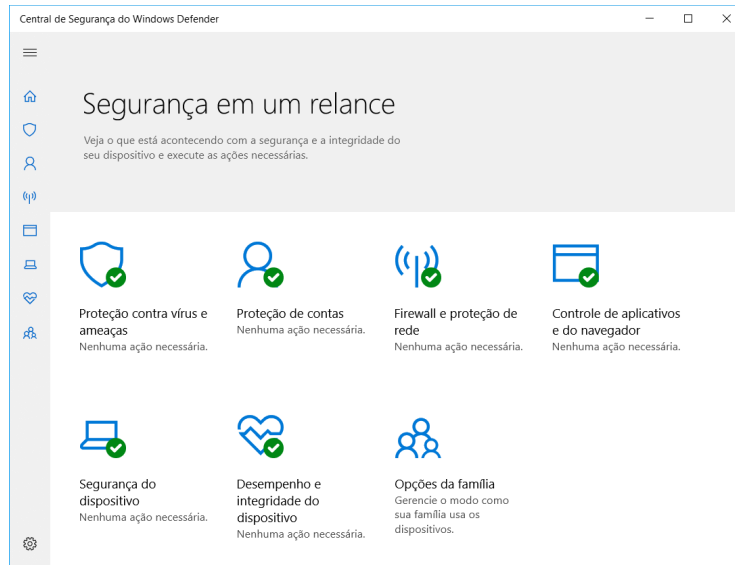 Central de Segurança do Windows Defender
Segurança em um relance
Veja o que está acontecendo com a segurança e a integridade do
seu dispositivo e execute as ações necessárias.
Proteção contra vírus e
ameaças
Nenhuma ação necessária.
Proteção de contas
Nenhuma ação necessária.
Firewall e proteção de
rede
Nenhuma ação necessária.
Controle de aplicativos
e do navegador
Nenhuma ação necessária.
Segurança do
dispositivo
Nenhuma ação necessária.
Desempenho e
integridade do
dispositivo
Nenhuma ação necessária.
Opções da família
Gerencie o modo como
sua família usa os
dispositivos.